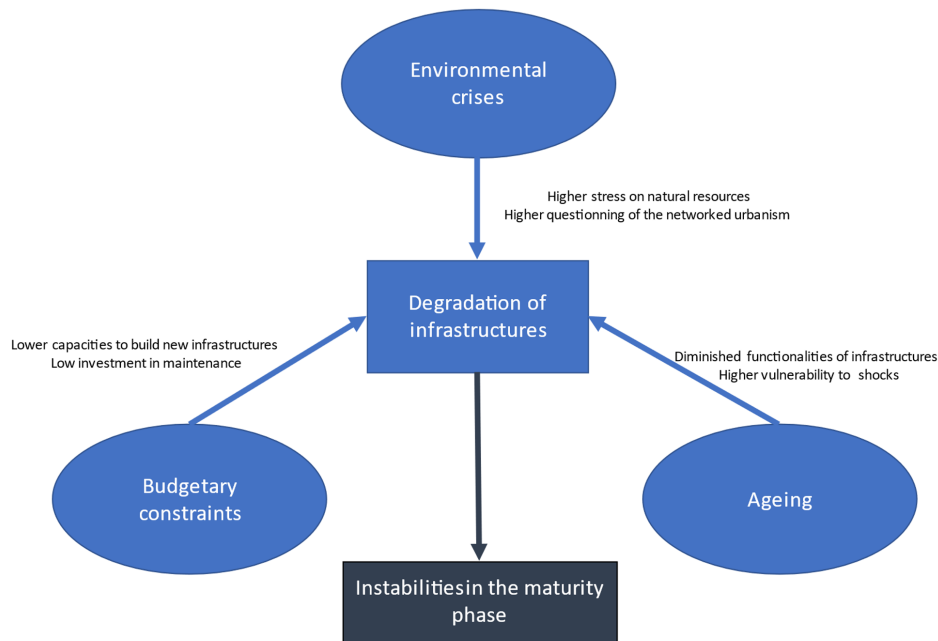 Environmental
crises
Higher stress on natural resources
Higher questionning of the networked urbanism
Degradation of
infrastructures
Lower capacities to build new infrastructures
Low investment in maintenance
Diminished functionalities of infrastructures
Higher vulnerability to shocks
Budgetary
constraints
Ageing
Instabilitiesin the maturity
phase